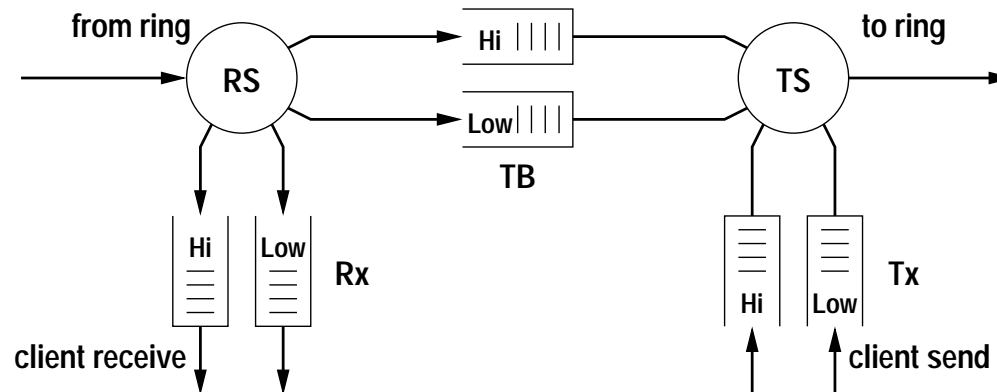 from ring
to ring
RS
Hi
TS
Low
TB
Hi
Low
Rx
Tx
Hi
Low
client receive
client send